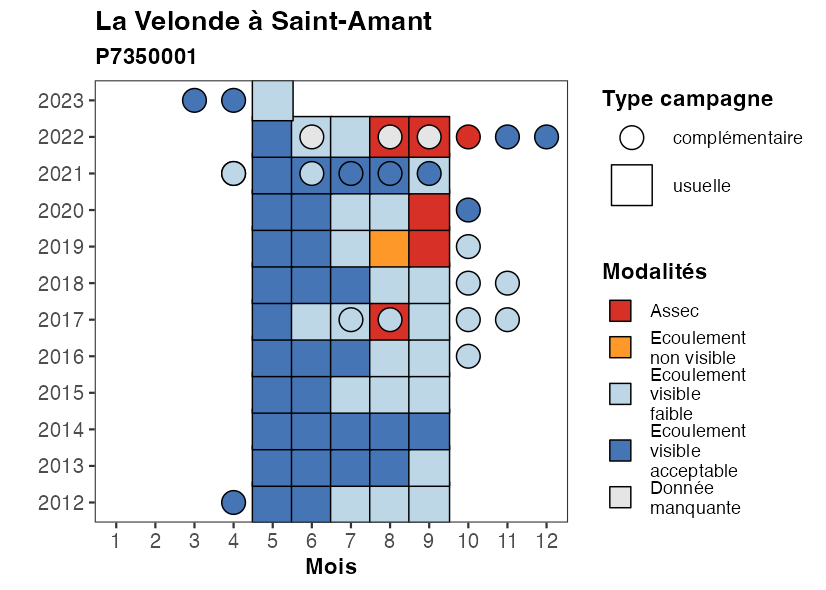 La Velonde à Saint-Amant
P7350001
2023
2022
2021
2020
2019
2018
2017
2016
2015
2014
2013
2012
1 2 3 4 5 6 7 8 9 10 11 12
Mois
Type campagne
complémentaire
usuelle
Modalités
Assec
Ecoulement
non visible
Ecoulement
visible
faible
Ecoulement
visible
acceptable
Donnée
manquante